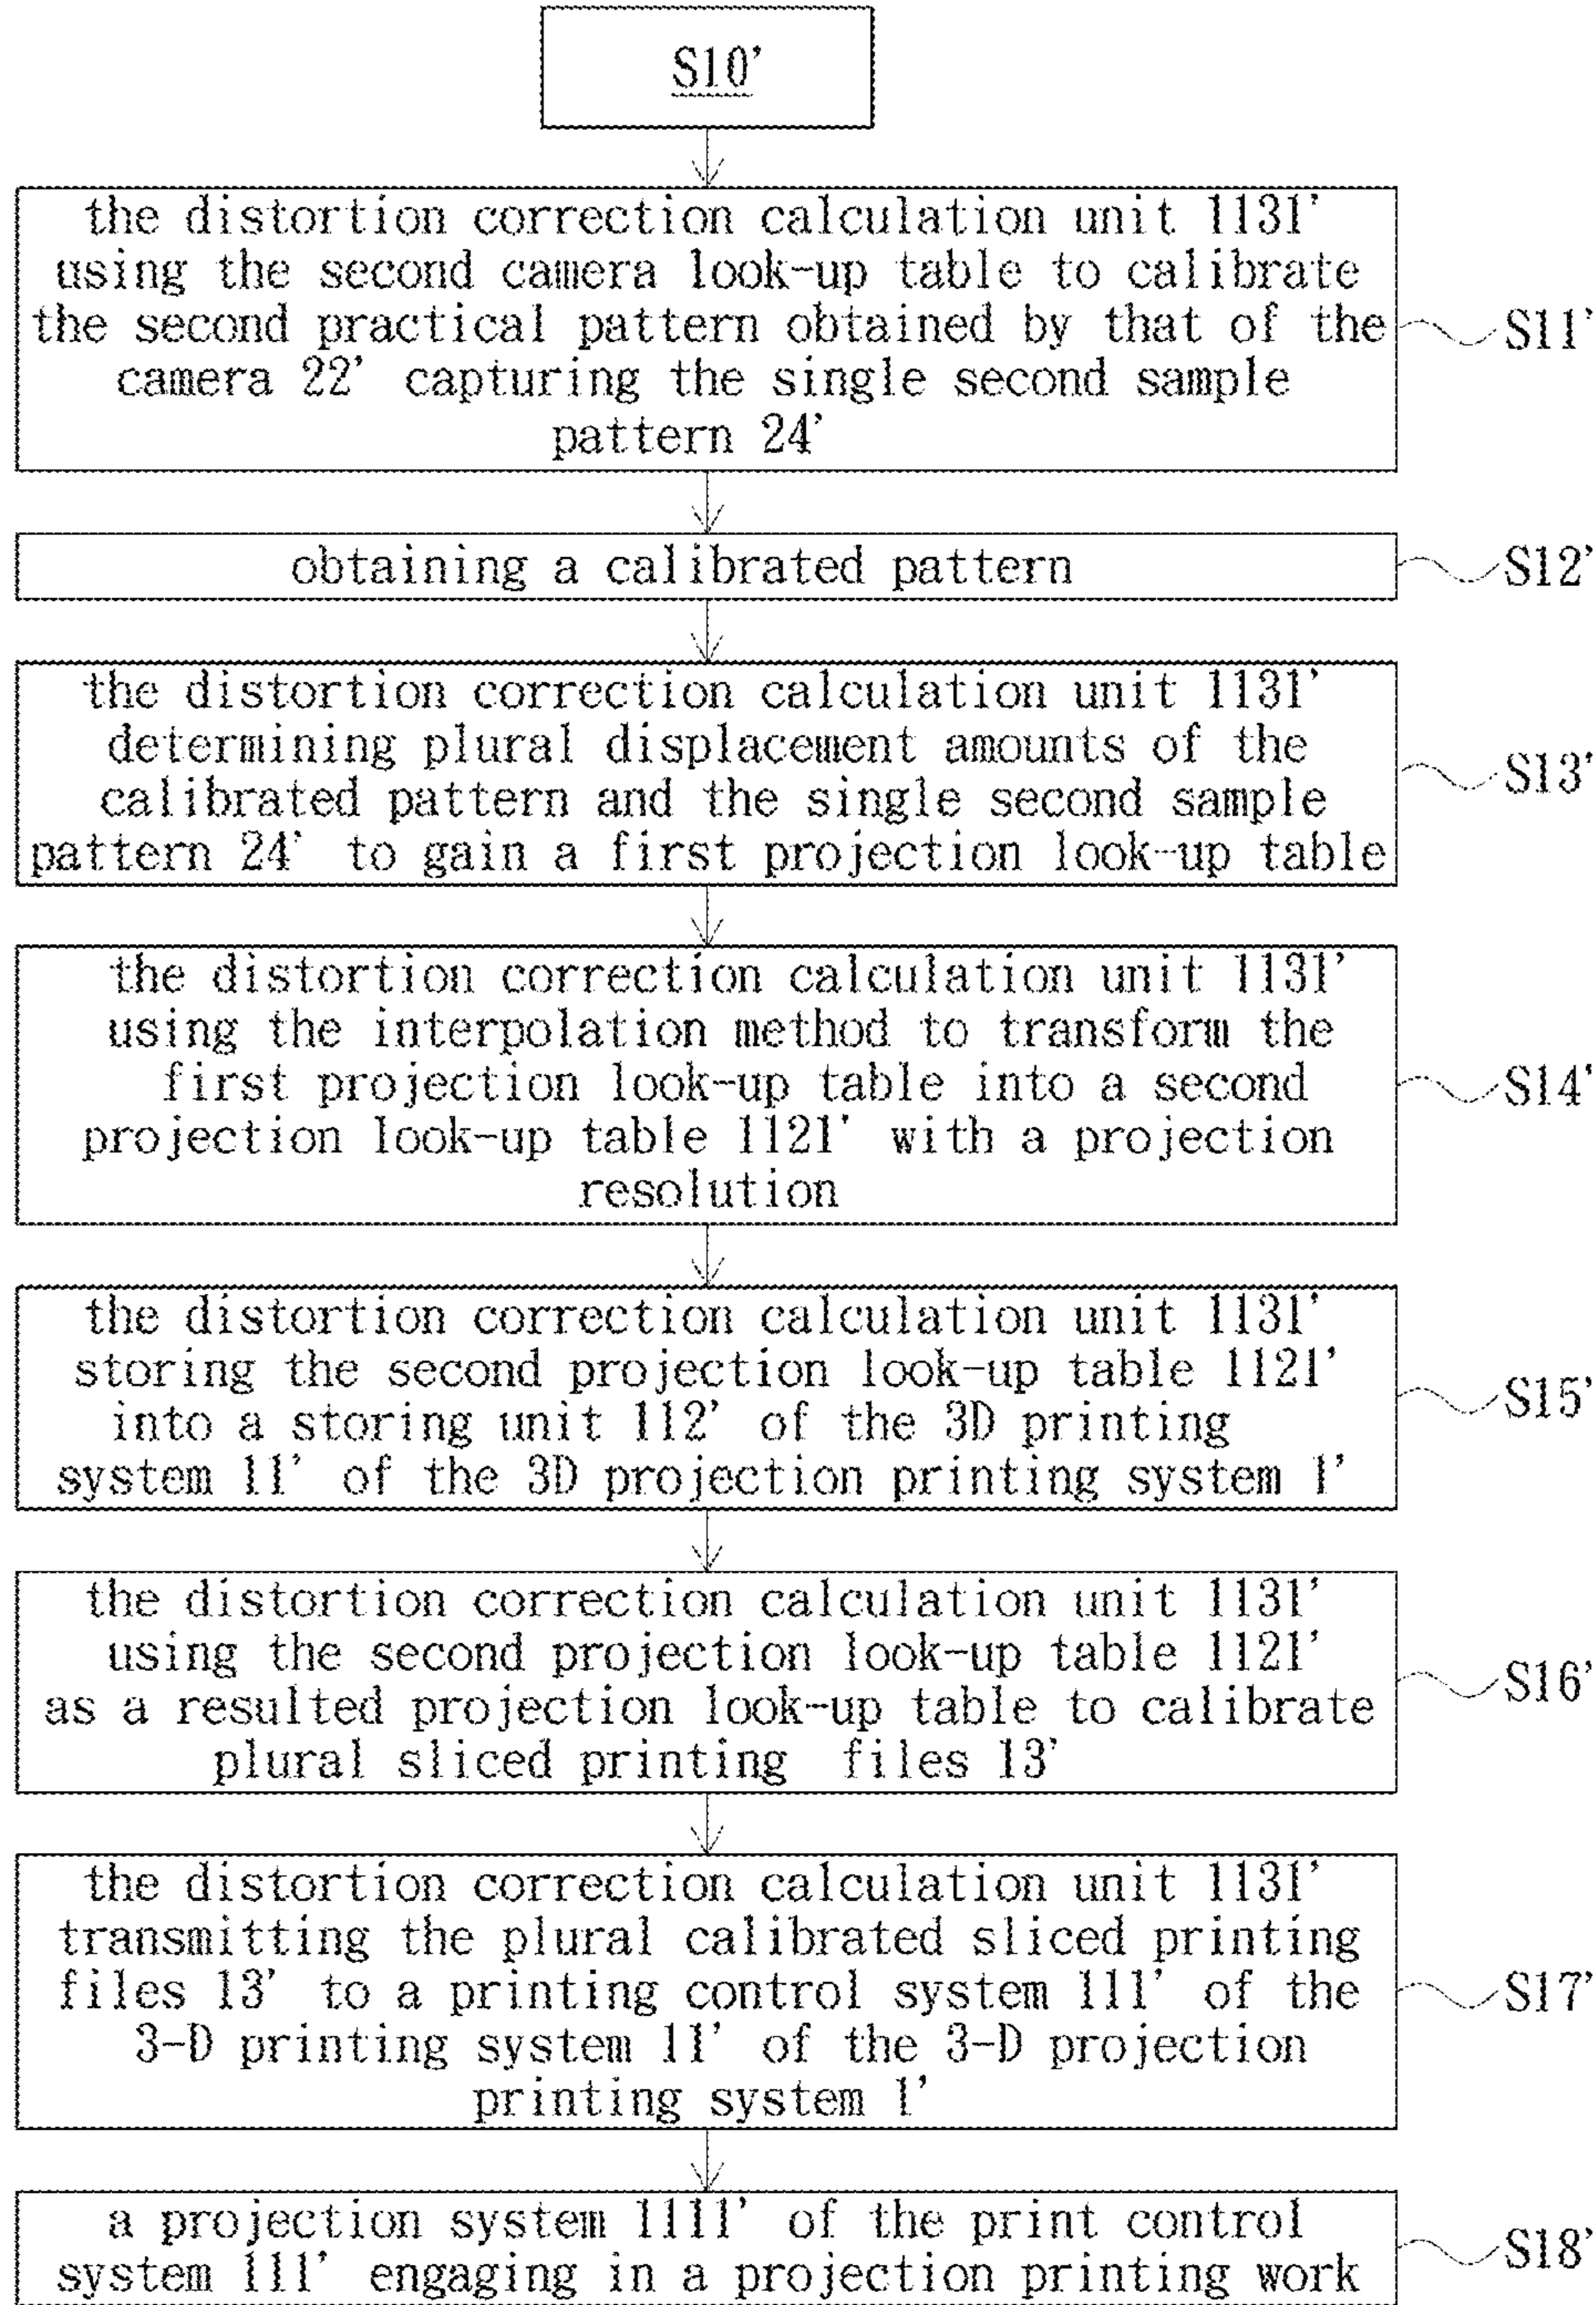 S10'
the distortion correction calculation unit 1131'
using the second camera look-up table to calibrate
the second practical pattern obtained by that of the
camera 22' capturing the single second sample
pattern 24'
S11'
obtaining a calibrated pattern
S12'
the distortion correction calculation unit 1131'
determining plural displacement amounts of the
calibrated pattern and the single second sample
pattern 24' to gain a first projection look-up table
S13'
the distortion correction calculation unit 1131'
using the interpolation method to transform the
first projection look-up table into a second
projection look-up table 1121' with a projection
resolution
S14'
the distortion correction calculation unit 1131'
storing the second projection look-up table 1121'
into a storing unit 112' of the 3D printing
system 11' of the 3D projection printing system 1'
S15'
the distortion correction calculation unit 1131'
using the second projection look-up table 1121'
as a resulted projection look-up table to calibrate
plural sliced printing files 13'
S16'
the distortion correction calculation unit 1131'
transmitting the plural calibrated sliced printing
files 13' to a printing control system 111' of the
3-D printing system 11' of the 3-D projection
printing system 1'
S17'
a projection system 1111' of the print control
system 111' engaging in a projection printing work
S18'